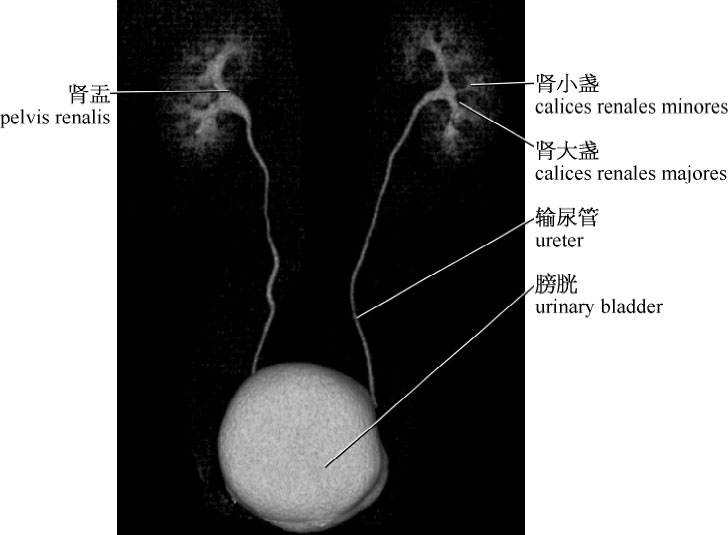 肾盂
pelvis renalis
肾小盏
calices renales minores
肾大盏
calices renales majores
输尿管
ureter
膀胱
urinary bladder